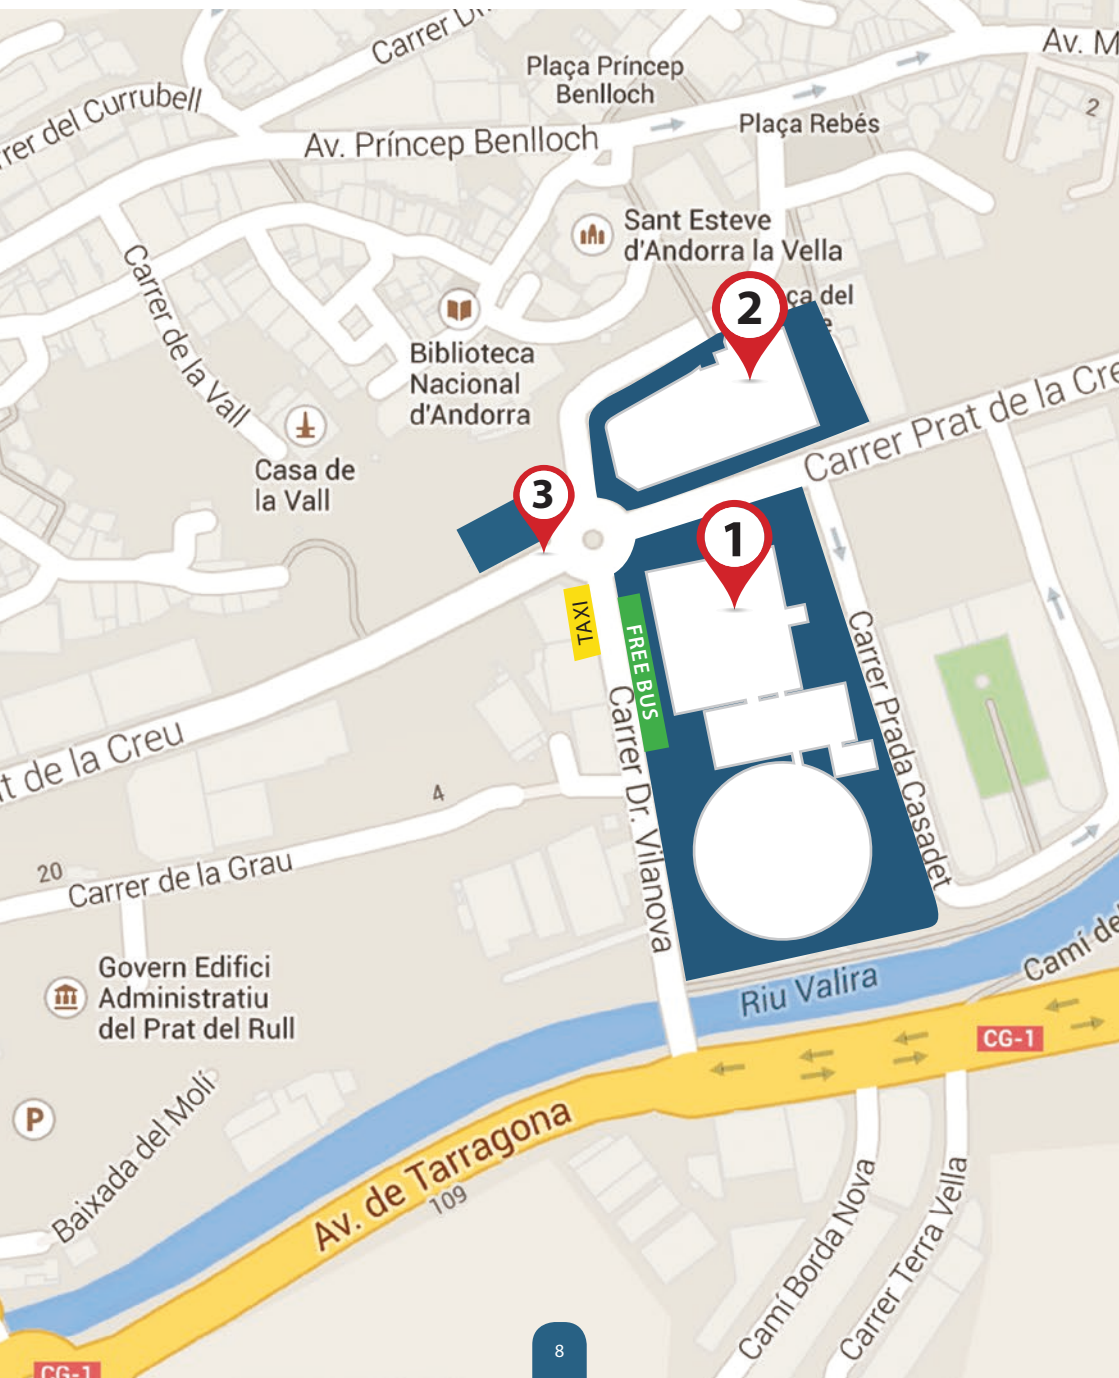 Carrer
rrer del Currubell
Plaça Príncep
Benlloch
Av. M
2
Av. Príncep Benlloch
Plaça Rebés
Sant Esteve
d'Andorra la Vella
Carrer de la Vall
2
ça del
Biblioteca
Nacional
d'Andorra
Carrer Prat de la Cre
Casa de
la Vall
3
1
TAXI
FREE BUS
Carrer Prada Casadet
Carrer Dr. Vilanova
t de la Creu
4
20
Carrer de la Grau
Govern Edifici
Administratiu
del Prat del Rull
Riu Valira
Camí de
CG-1
P
Baixada del Molí
Av. de Tarragona
109
Camí Borda Nova
Carrer Terra Vella
CG-1
8